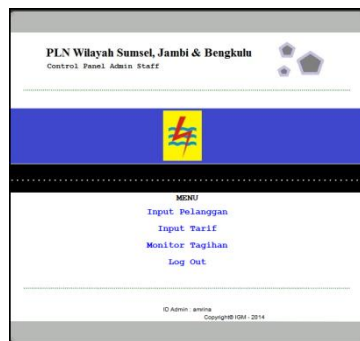 PLN Wilayah Sumsel, Jambi & Bengkulu
Control Panel Admin Staff
MENU
Input Pelanggan
Input Tarif
Monitor Tagihan
Log Out
ID Admin : amrina
Copyright© IGM - 2014